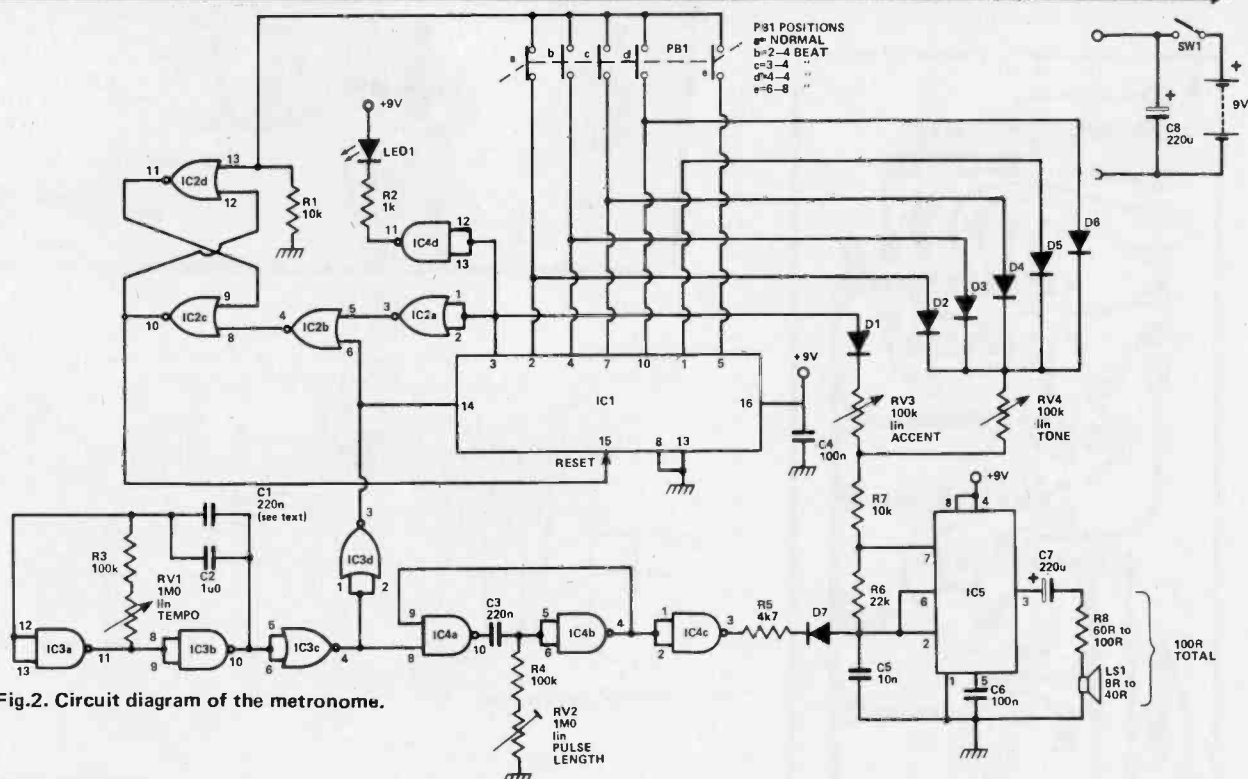 PB1 POSITIONS
a= NORMAL
b=2–4 BEAT
c=3–4 "
d=4–4 "
e=6–8 "
PB1
a
b
c
d
e
SW1
+
C8
220u
+
9V
+9V
LED1
R2
1k
11
IC2d
13
12
R1
10k
11
IC4d
12
13
D6
D5
D4
D3
D2
D1
10
IC2c
9
8
4
IC2b
5
6
3
IC2a
1
2
3
2
4
7
10
1
5
14
IC1
16
15
RESET
8
13
+9V
C4
100n
RV3
100k
lin
ACCENT
RV4
100k
lin
TONE
C1
220n
(see text)
C2
1u0
R3
100k
RV1
1M0
lin
TEMPO
12
13
IC3a
11
8
9
IC3b
10
5
6
IC3c
4
3
IC3d
1
2
9
8
IC4a
10
C3
220n
R4
100k
RV2
1M0
lin
PULSE
LENGTH
5
6
IC4b
4
1
2
IC4c
3
R5
4k7
D7
R7
10k
R6
22k
C5
10n
+9V
8
4
7
6
2
IC5
3
1
5
C6
100n
C7
220u
+
R8
60R to
100R
LS1
8R to
40R
100R
TOTAL
Fig.2. Circuit diagram of the metronome.